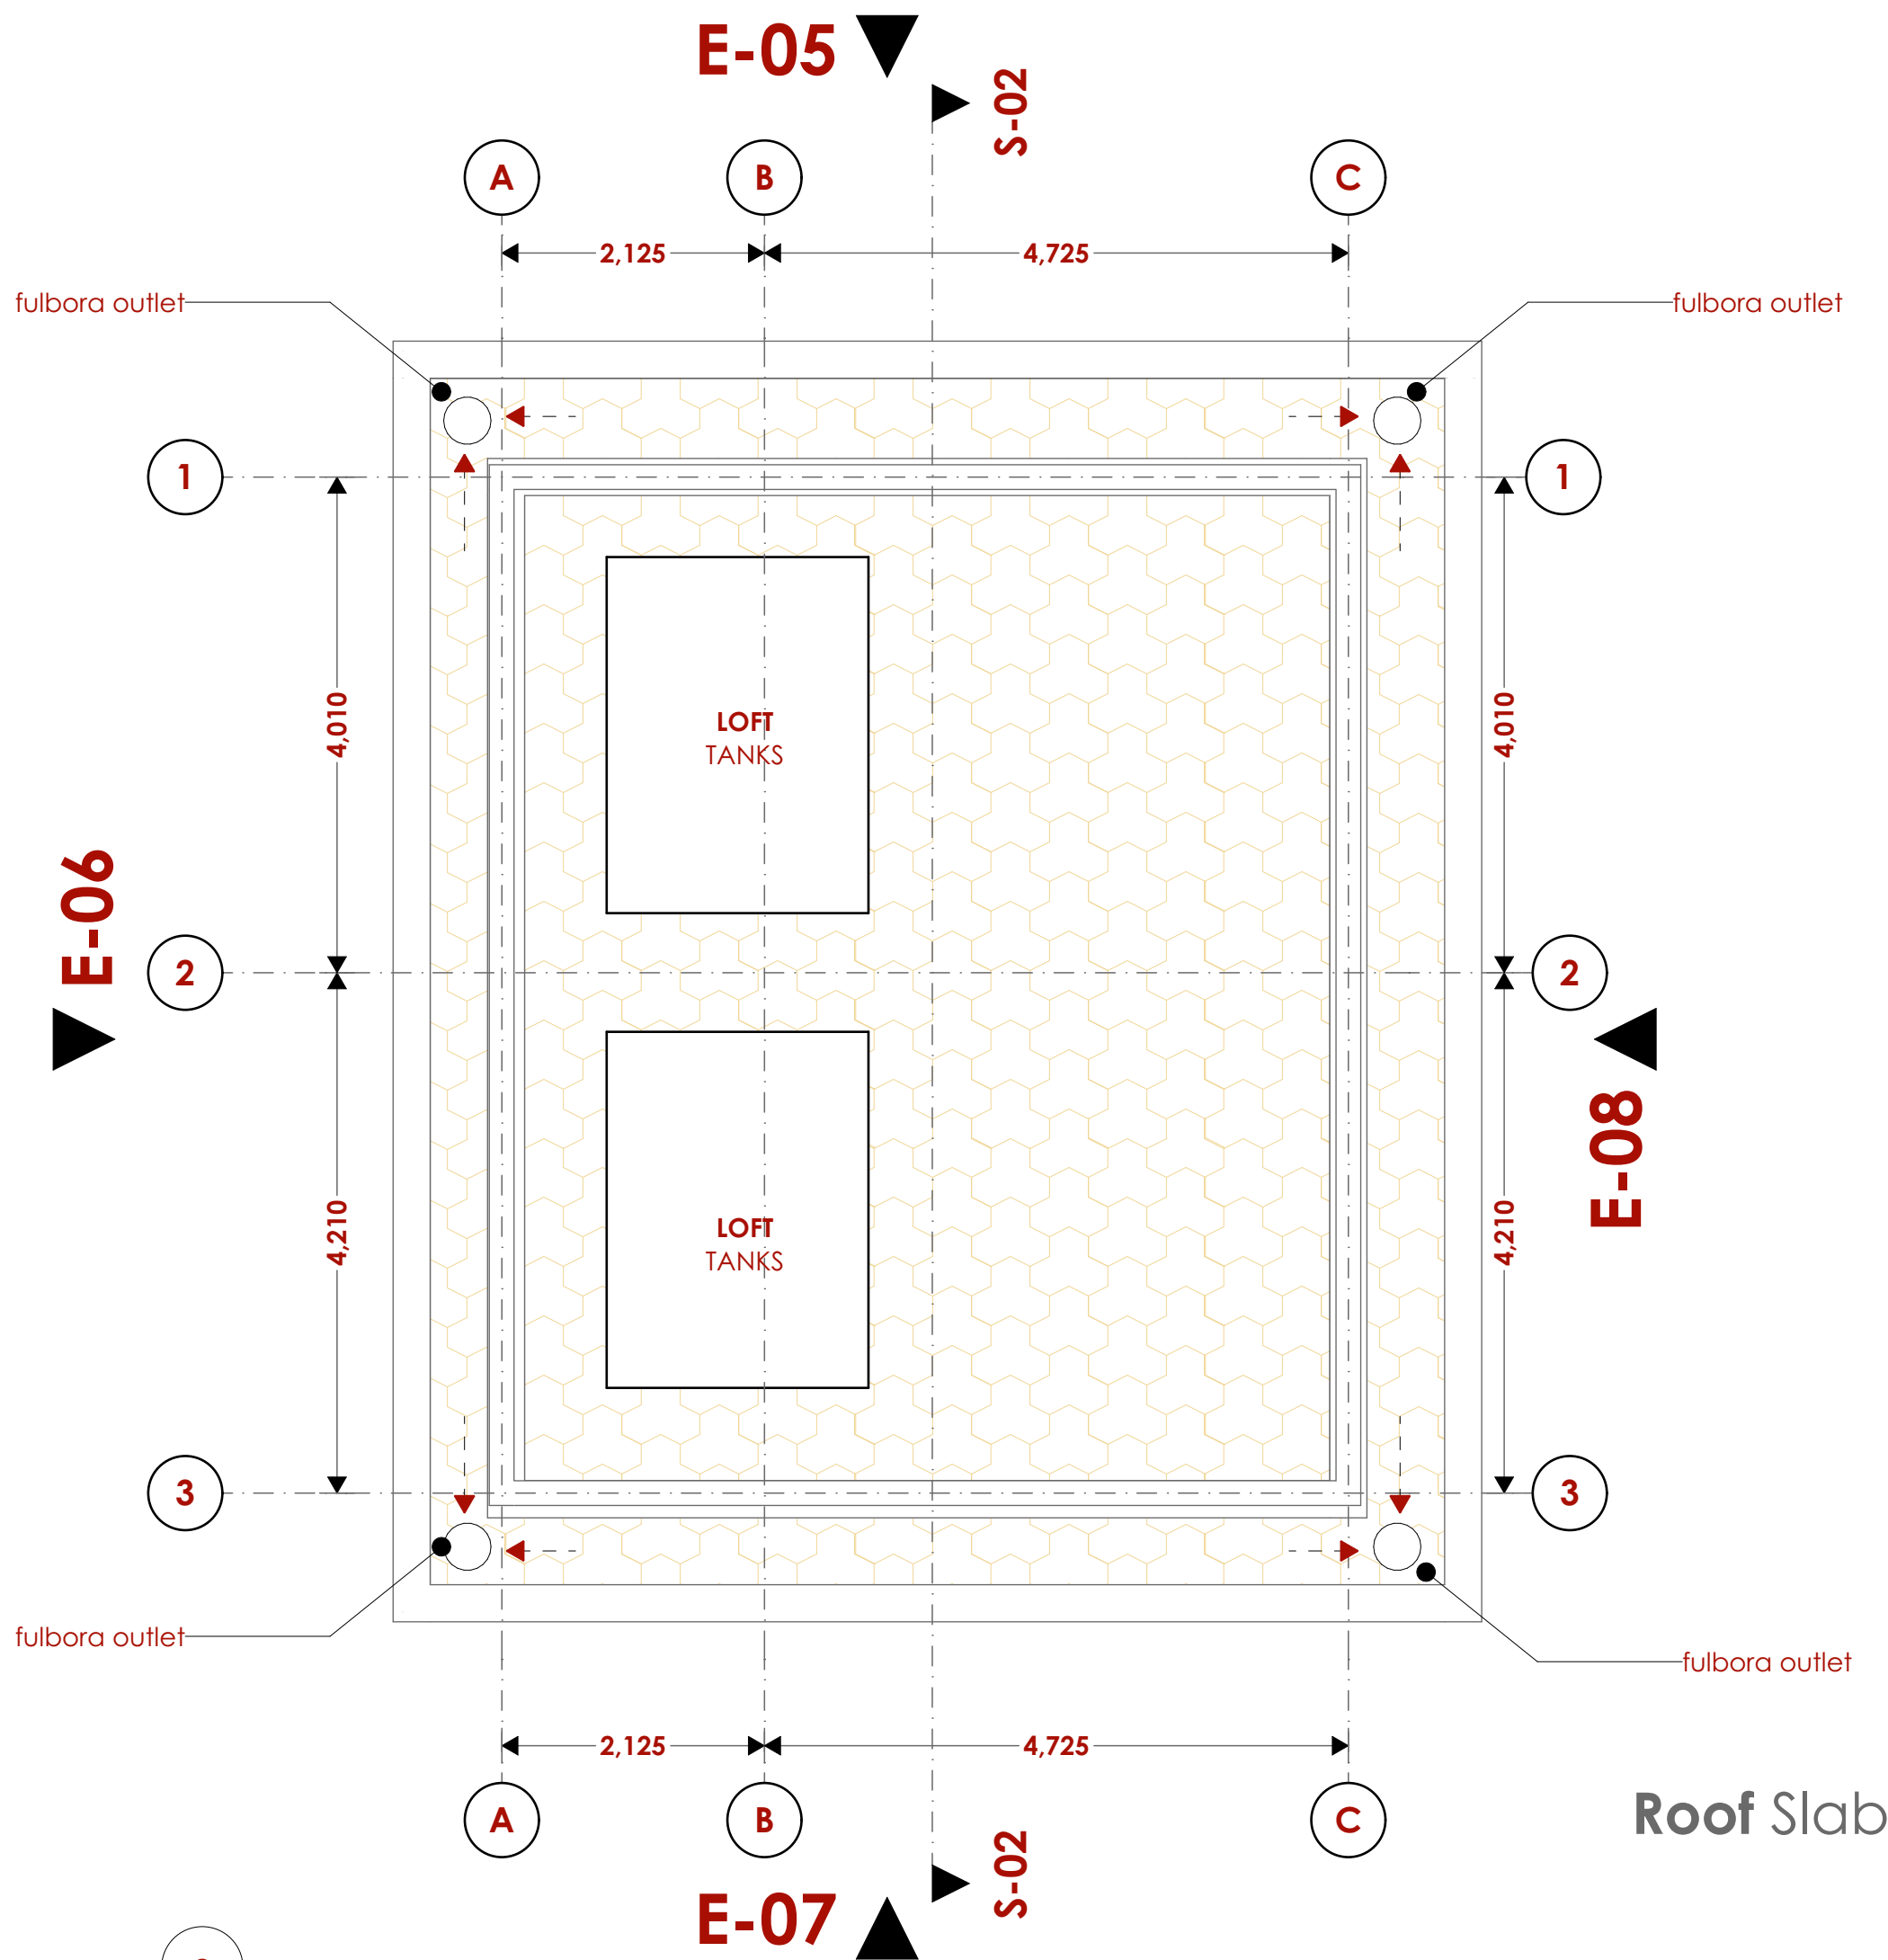 E-05
S-02
A
B
C
2,125
4,725
fulbora outlet
fulbora outlet
1
1
4,010
4,010
LOFT
TANKS
E-06
2
2
E-08
4,210
4,210
LOFT
TANKS
3
3
fulbora outlet
fulbora outlet
2,125
4,725
A
B
C
Roof Slab
S-02
E-07